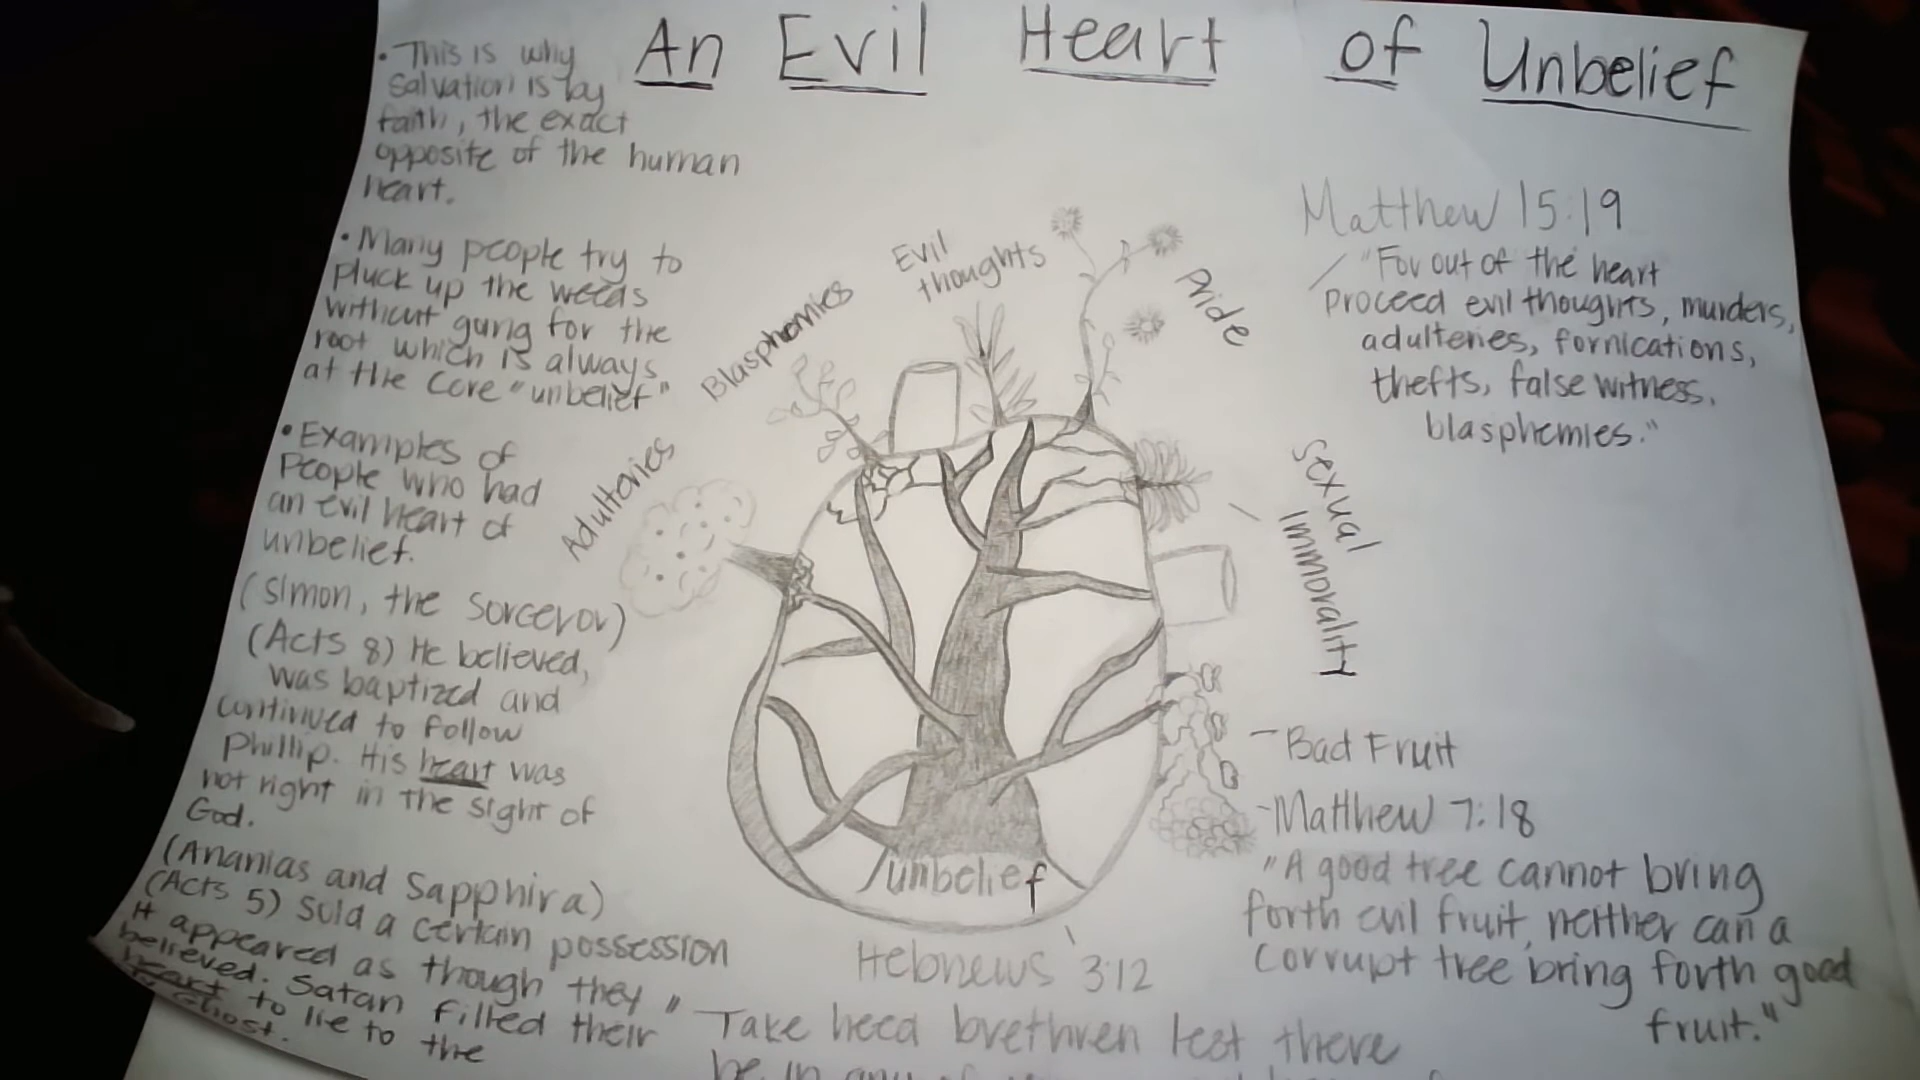 An Evil Heart of Unbelief
• This is why
salvation is by
faith, the exact
opposite of the human
heart.
• Many people try to
pluck up the weeds
without gung for the
root which is always
at the core "unbelief"
• Examples of
People who had
an evil heart of
unbelief.
(Simon, the Sorceror)
(Acts 8) He believed,
was baptized and
continued to follow
Phillip. His heart was
not right in the sight of
God.
(Ananias and Sapphira)
(Acts 5) Sold a certain possession
It appeared as though they
believed. Satan filled their
heart to lie to the
Ghost.
Adulteries
Blasphemies
Evil
thoughts
Pride
Sexual
Immorality
unbelief
Hebrews 3:12
"Take heed brethren lest there
be in any of
Matthew 15:19
"For out of the heart
proceed evil thoughts, murders,
adulteries, fornications,
thefts, false witness,
blasphemies."
- Bad Fruit
- Matthew 7:18
"A good tree cannot bring
forth evil fruit, neither can a
corrupt tree bring forth good
fruit."